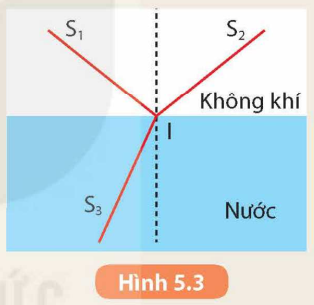 S₁
S₂
Không khí
I
S₃
Nước
Hình 5.3